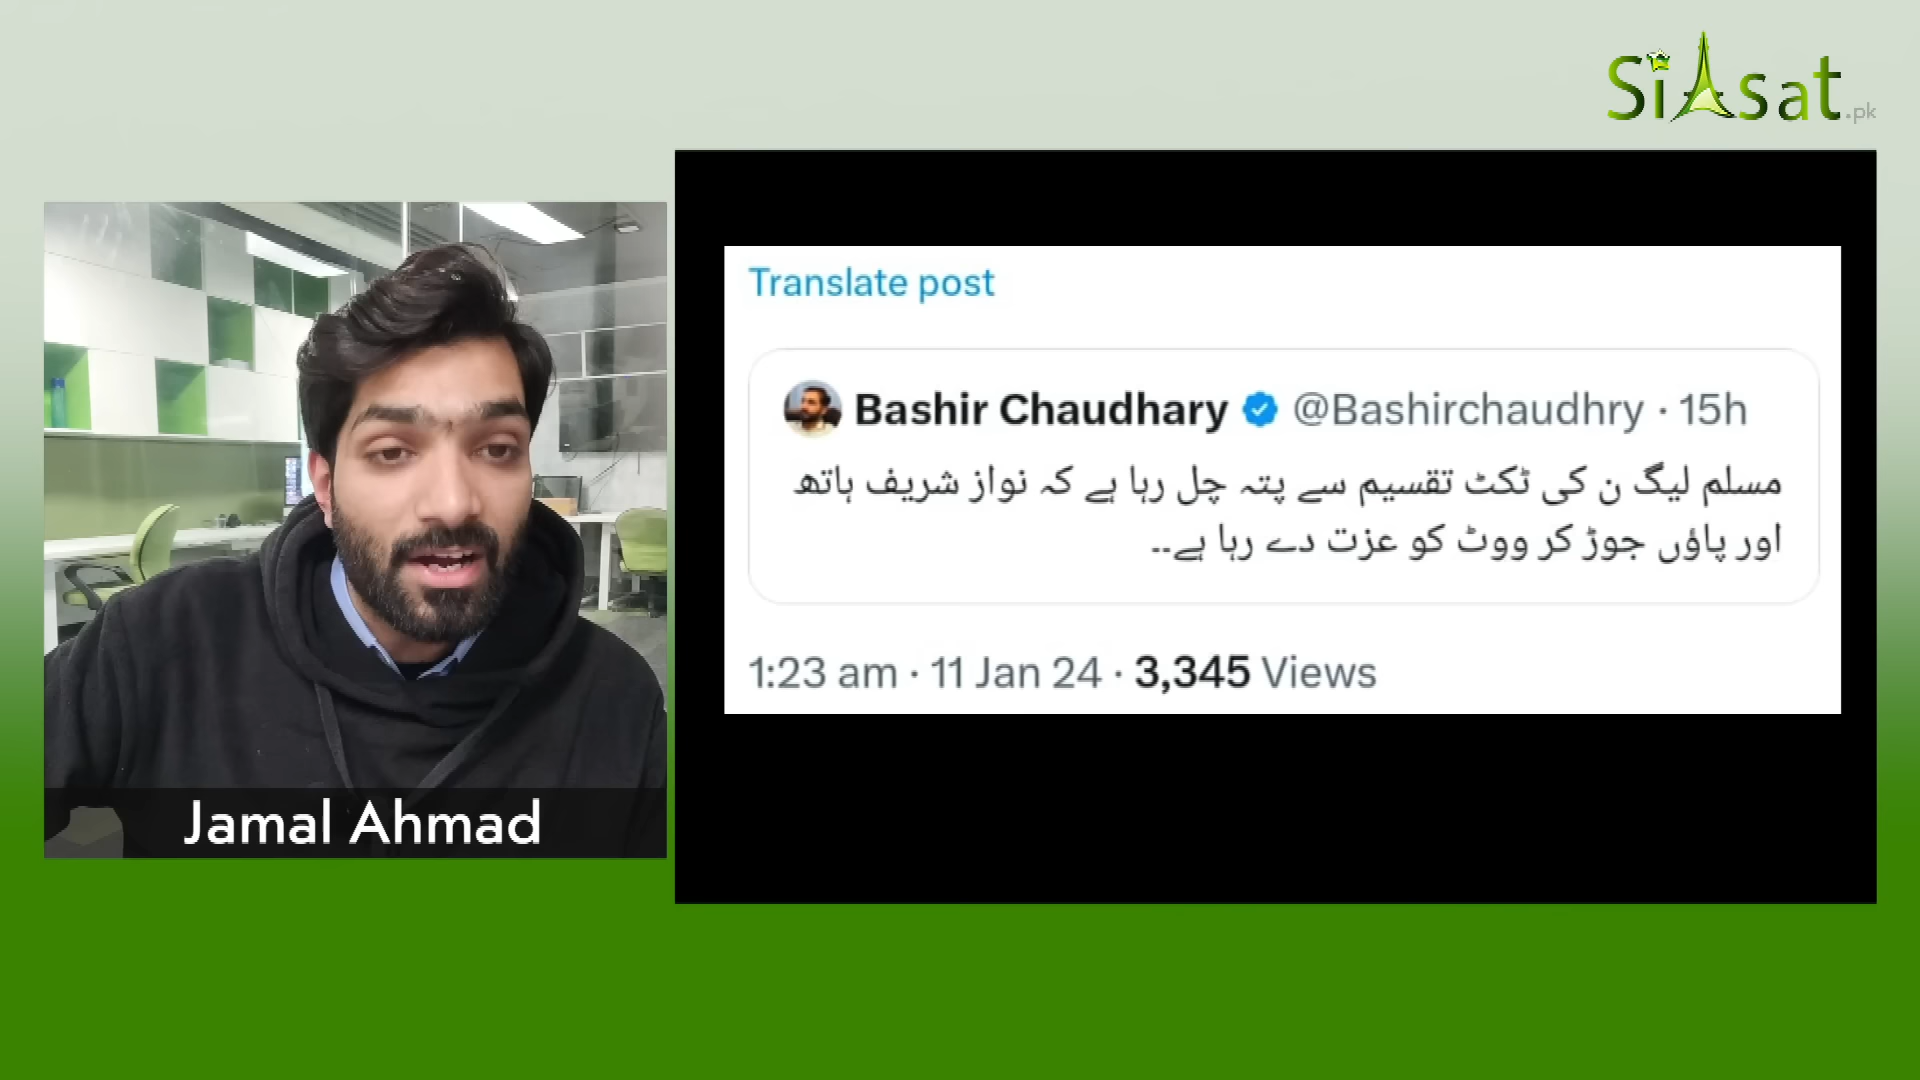 SiAsat.pk
Translate post
Bashir Chaudhary @Bashirchaudhry · 15h
مسلم لیگ ن کی ٹکٹ تقسیم سے پتہ چل رہا ہے کہ نواز شریف ہاتھ
اور پاؤں جوڑ کر ووٹ کو عزت دے رہا ہے۔۔
1:23 am · 11 Jan 24 · 3,345 Views
Jamal Ahmad